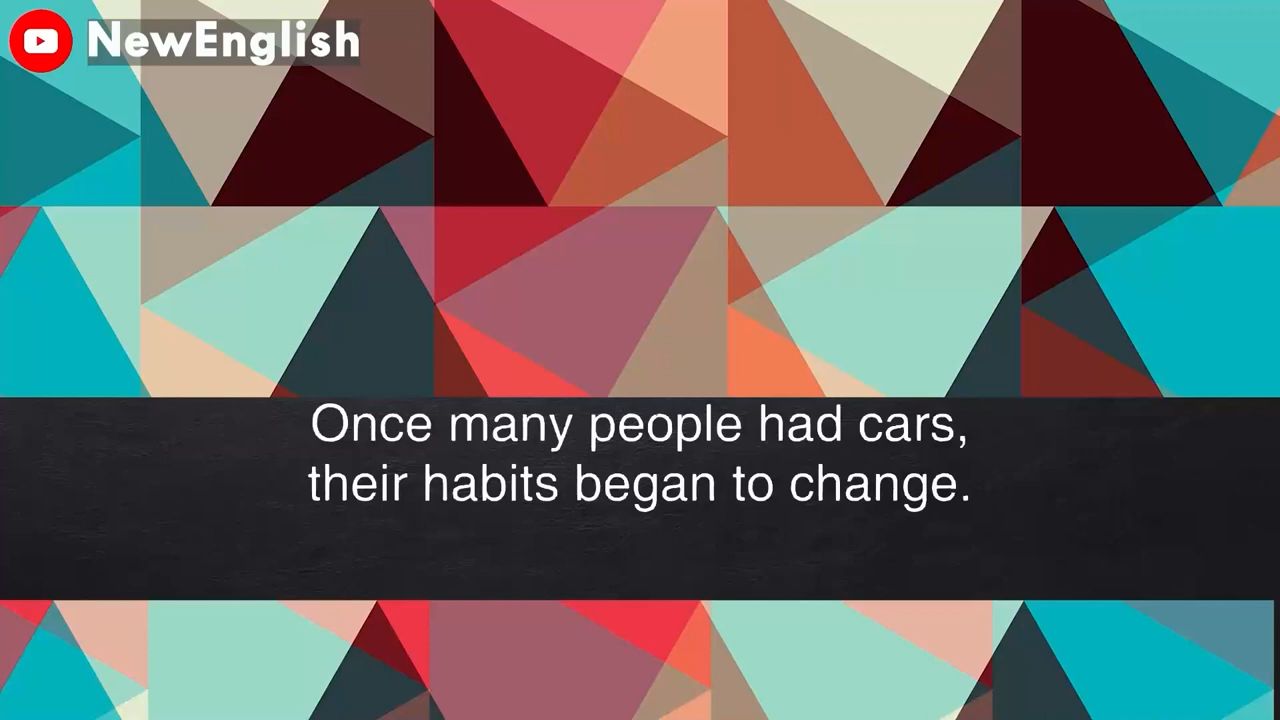 NewEnglish
Once many people had cars,
their habits began to change.